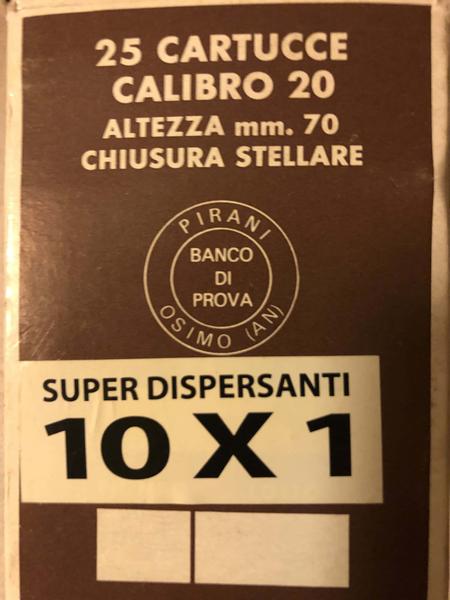 25 CARTUCCE
CALIBRO 20
ALTEZZA mm. 70
CHIUSURA STELLARE
PIRANI
BANCO
DI
PROVA
OSIMO (AN)
SUPER DISPERSANTI
10 X 1